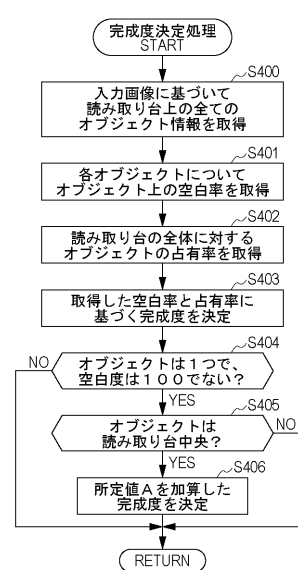 完成度決定処理
START
S400
入力画像に基づいて
読み取り台上の全ての
オブジェクト情報を取得
S401
各オブジェクトについて
オブジェクト上の空白率を取得
S402
読み取り台の全体に対する
オブジェクトの占有率を取得
S403
取得した空白率と占有率に
基づく完成度を決定
S404
オブジェクトは１つで、
空白度は１００でない？
NO
YES
S405
オブジェクトは
読み取り台中央？
NO
YES
S406
所定値Ａを加算した
完成度を決定
RETURN